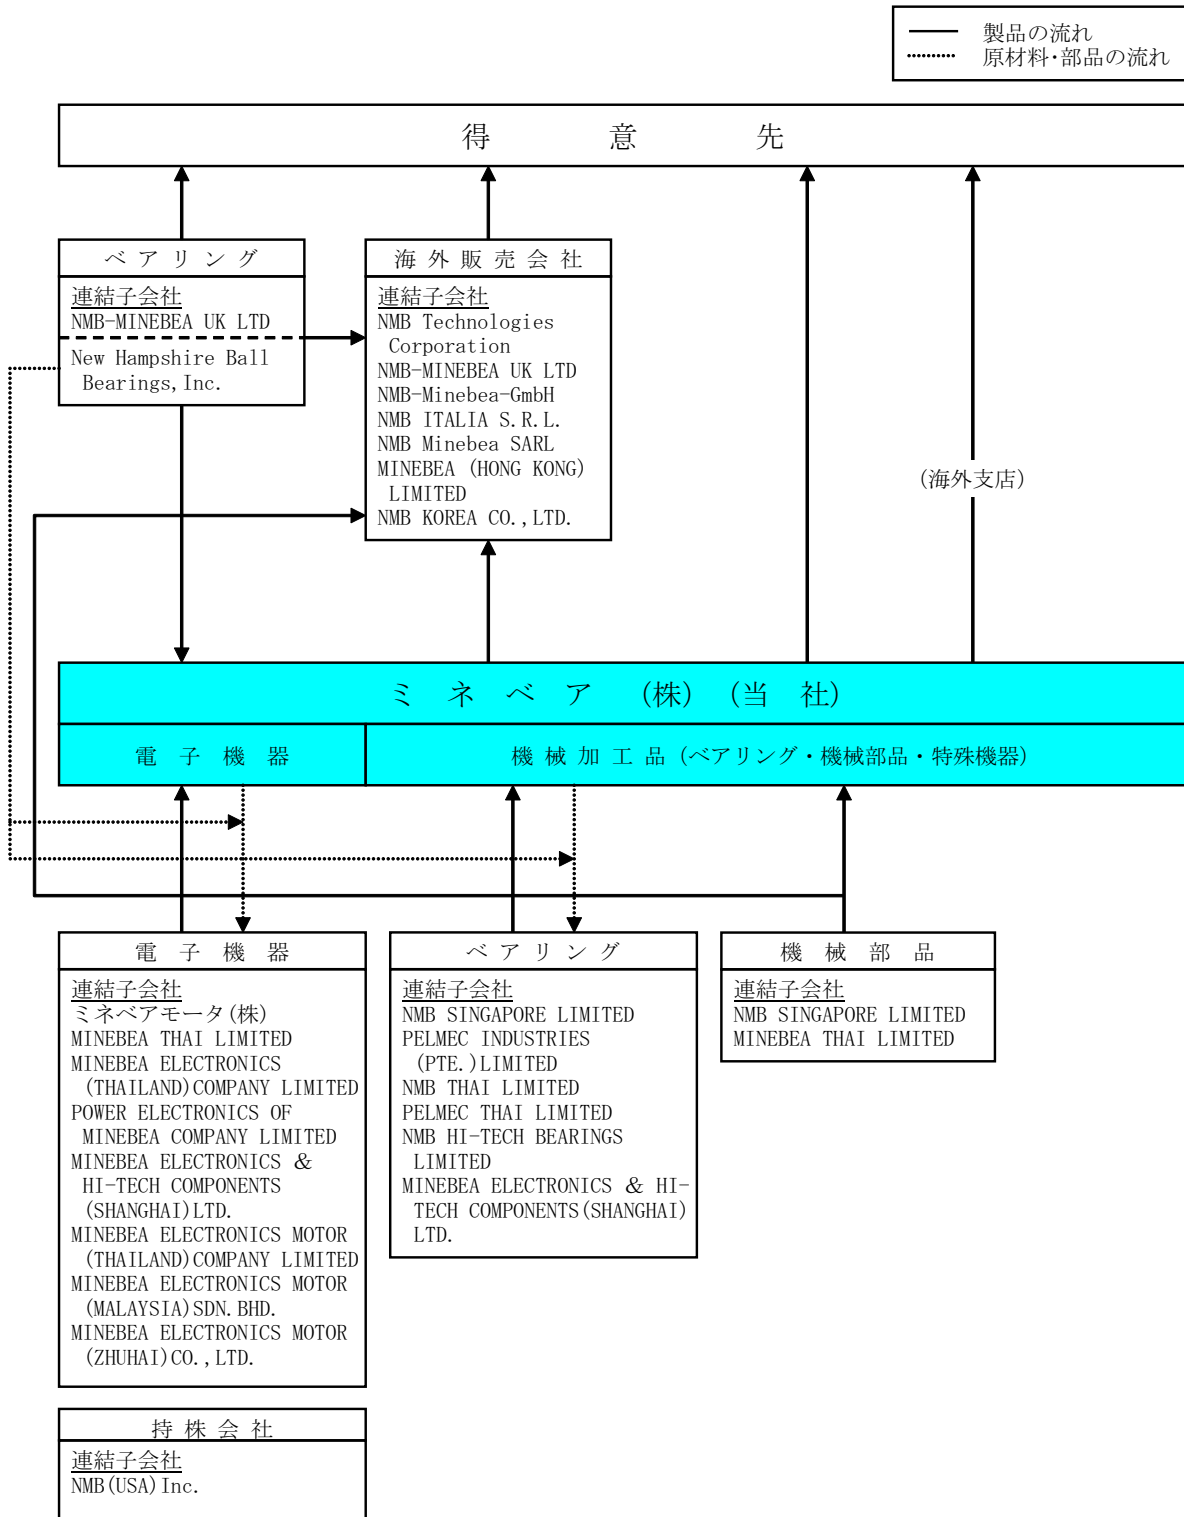 製品の流れ
原材料・部品の流れ
得 意 先
ベ ア リ ン グ
連結子会社
NMB-MINEBEA UK LTD
New Hampshire Ball
Bearings,Inc.
海 外 販 売 会 社
連結子会社
NMB Technologies
Corporation
NMB-MINEBEA UK LTD
NMB-Minebea-GmbH
NMB ITALIA S.R.L.
NMB Minebea SARL
MINEBEA (HONG KONG)
LIMITED
NMB KOREA CO.,LTD.
(海外支店)
ミ ネ ベ ア (株) (当 社)
電 子 機 器
機 械 加 工 品 (ベアリング・機械部品・特殊機器)
電 子 機 器
連結子会社
ミネベアモータ(株)
MINEBEA THAI LIMITED
MINEBEA ELECTRONICS
(THAILAND)COMPANY LIMITED
POWER ELECTRONICS OF
MINEBEA COMPANY LIMITED
MINEBEA ELECTRONICS &
HI-TECH COMPONENTS
(SHANGHAI)LTD.
MINEBEA ELECTRONICS MOTOR
(THAILAND)COMPANY LIMITED
MINEBEA ELECTRONICS MOTOR
(MALAYSIA)SDN.BHD.
MINEBEA ELECTRONICS MOTOR
(ZHUHAI)CO.,LTD.
ベ ア リ ン グ
連結子会社
NMB SINGAPORE LIMITED
PELMEC INDUSTRIES
(PTE.)LIMITED
NMB THAI LIMITED
PELMEC THAI LIMITED
NMB HI-TECH BEARINGS
LIMITED
MINEBEA ELECTRONICS & HI-
TECH COMPONENTS(SHANGHAI)
LTD.
機 械 部 品
連結子会社
NMB SINGAPORE LIMITED
MINEBEA THAI LIMITED
持 株 会 社
連結子会社
NMB(USA)Inc.